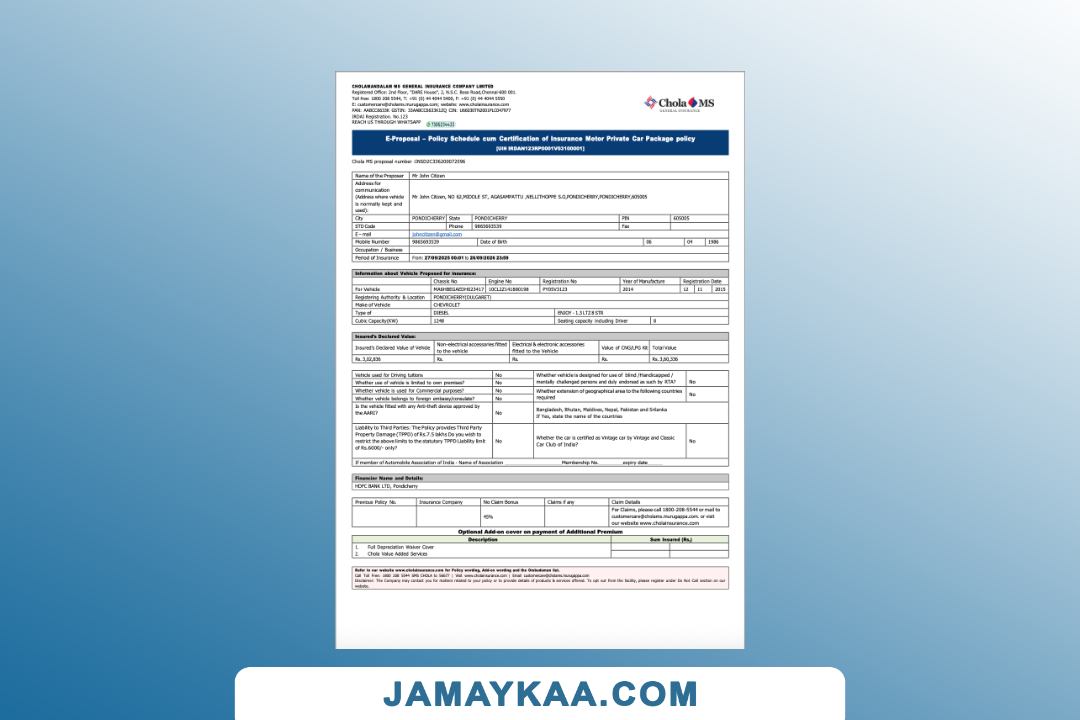 CHOLAMANDALAM MS GENERAL INSURANCE COMPANY LIMITED
Registered Office: 2nd Floor, "DARE House", 2, N.S.C. Bose Road, Chennai-600 001.
Toll free: 1800 208 5544, T: +91 (0) 44 4044 5400, F: +91 (0) 44 4044 5550
E: customercare@cholams.murugappa.com; website: www.cholainsurance.com
IRDAI Registration. No.123
REACH US THROUGH WHATSAPP
Chola MS
GENERAL INSURANCE
E-Proposal – Policy Schedule cum Certification of Insurance Motor Private Car Package policy
[UIN IRDAN123RP0001V03100001]
Chola MS proposal number
Name of the Proposer Mr John Citizen
Address for communication (Address where vehicle is normally kept and used): Mr John Citizen, NO 62,MIDDLE ST, AGASAMPATTU ,NELLITHOPPE S.O,PONDICHERRY,PONDICHERRY,605005
City PONDICHERRY State PONDICHERRY PIN 605005
STD Code Phone 9865693539 Fax
E-mail johncitizen@gmail.com
Mobile Number 9865693539 Date of Birth 06 04 1986
Occupation / Business
Period of Insurance From: 27/09/2025 00:01 to 26/09/2026 23:59
Information about Vehicle Proposed for insurance:
Chassis No Engine No Registration No Year of Manufacture Registration Date
For Vehicle PY05V3123 2014 12 11 2015
Registering Authority & Location PONDICHERRY(OULGARET)
Make of Vehicle CHEVROLET
Type of DIESEL ENJOY - 1.3 LTZ 8 STR
Cubic Capacity(KW) 1248 Seating capacity including Driver 8
Insured's Declared Value:
Insured's Declared Value of Vehicle Non-electrical accessories fitted to the vehicle Electrical & electronic accessories fitted to the Vehicle Value of CNG/LPG Kit Total Value
Rs. Rs. Rs. Rs. Rs.
Vehicle used for Driving tuitions No Whether vehicle is designed for use of blind /Handicapped / mentally challenged persons and duly endorsed as such by RTA? No
Whether use of vehicle is limited to own premises? No
Whether vehicle is used for Commercial purposes? No Whether extension of geographical area to the following countries required No
Whether vehicle belongs to foreign embassy/consulate? No
Is the vehicle fitted with any Anti-theft device approved by the AARI? No Bangladesh, Bhutan, Maldives, Nepal, Pakistan and Srilanka
If Yes, state the name of the countries
Liability to Third Parties: The Policy provides Third Party Property Damage (TPPD) of Rs.7.5 lakhs Do you wish to restrict the above limits to the statutory TPPD Liability limit of Rs.6000/- only? No Whether the car is certified as Vintage car by Vintage and Classic Car Club of India? No
If member of Automobile Association of India - Name of Association ____________________Membership No.________expiry date_____
Financier Name and Details:
HDFC BANK LTD, Pondicherry
Previous Policy No. Insurance Company No Claim Bonus Claims if any Claim Details
45% For Claims, please call 1800-208-5544 or mail to customercare@cholams.murugappa.com. or visit our website www.cholainsurance.com
Optional Add-on cover on payment of Additional Premium
Description Sum Insured (Rs.)
1. Full Depreciation Waiver Cover
2. Chola Value Added Services
Refer to our website www.cholainsurance.com for Policy wording, Add-on wording and the Ombudsman list.
Call Toll Free: 1800 208 5544 SMS CHOLA to 56677 | Visit: www.cholainsurance.com | Email: customercare@cholams.murugappa.com
Disclaimer: The Company may contact you for matters related to your policy or to provide details of products & services offered. To opt out from the facility, please register under Do Not Call section on our website.
JAMAYKAA.COM